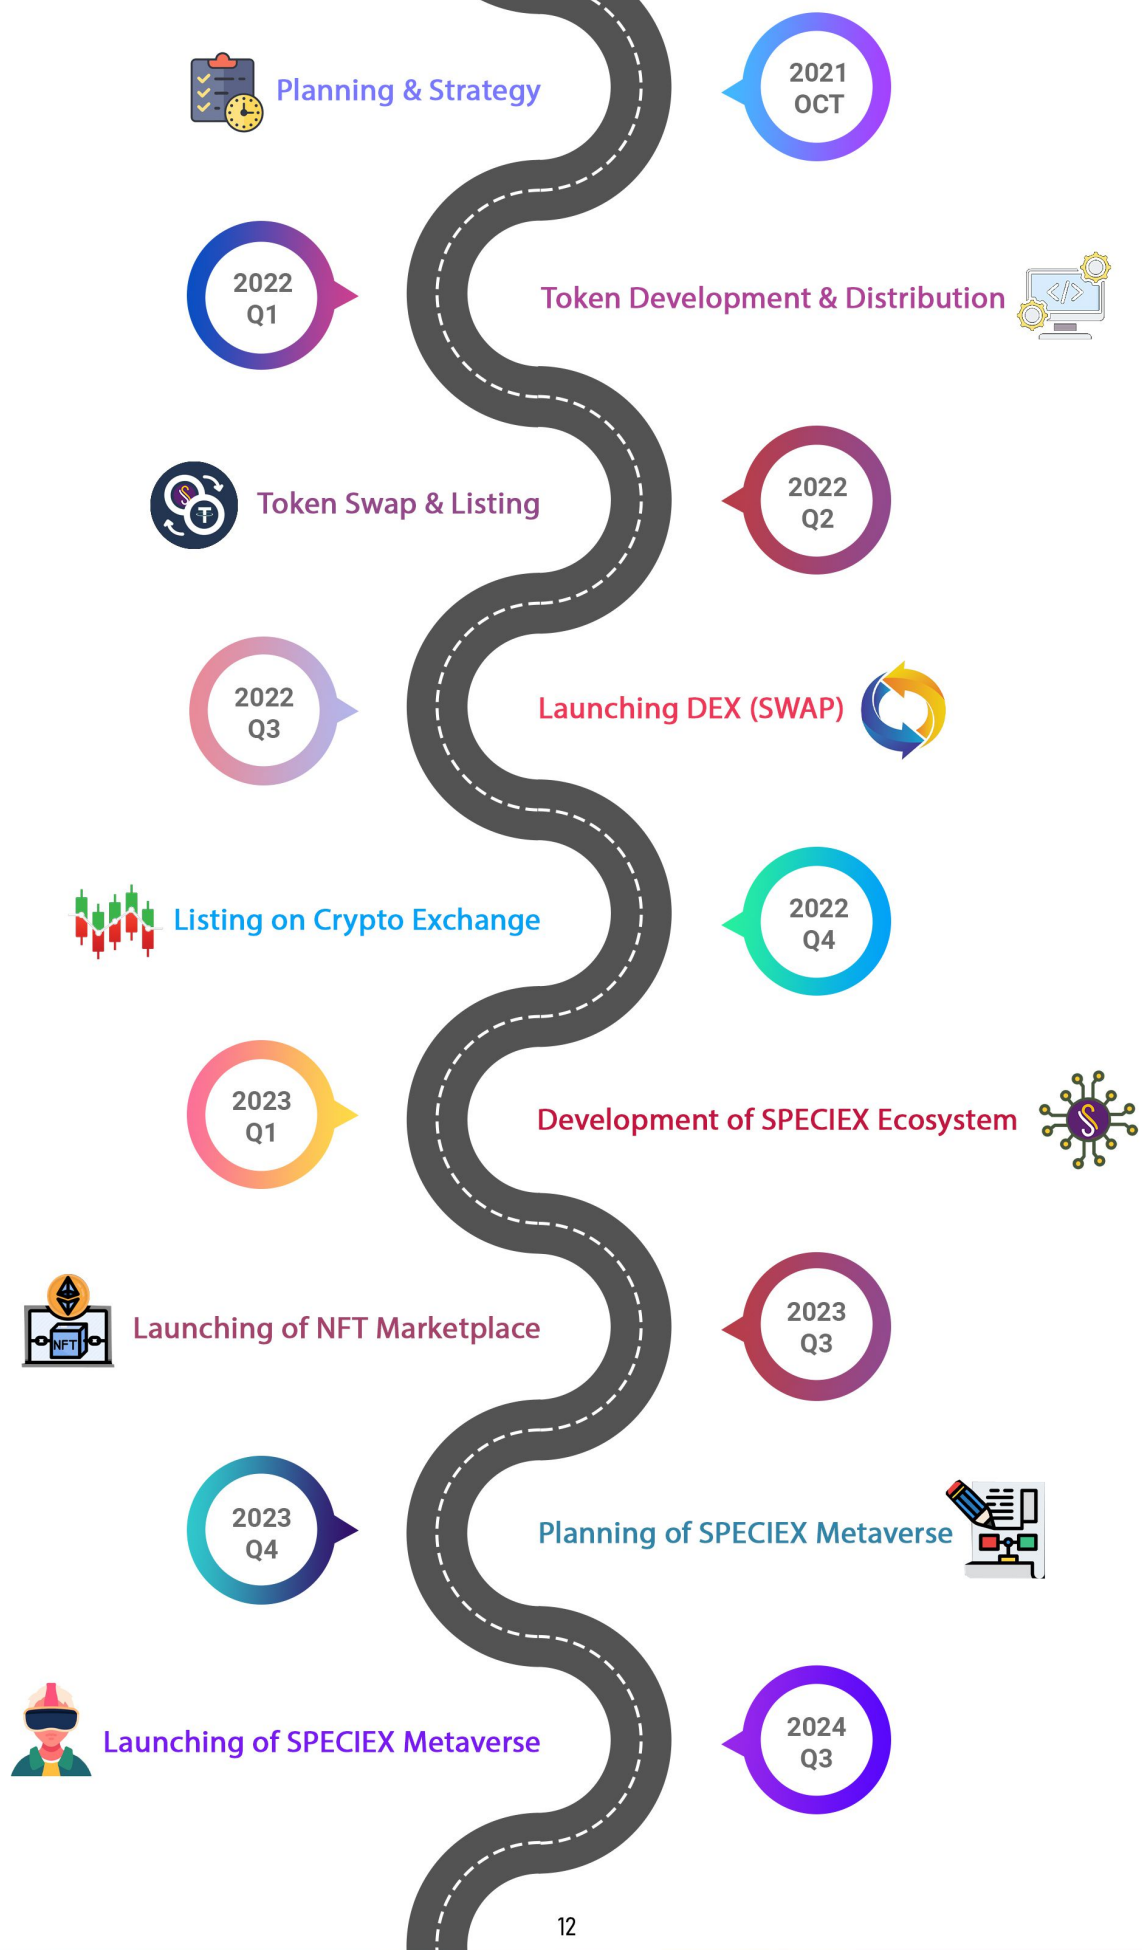 Planning & Strategy
2021
OCT
2022
Q1
Token Development & Distribution
</>
Token Swap & Listing
2022
Q2
2022
Q3
Launching DEX (SWAP)
Listing on Crypto Exchange
2022
Q4
2023
Q1
Development of SPECIEX Ecosystem
NFT
Launching of NFT Marketplace
2023
Q3
2023
Q4
Planning of SPECIEX Metaverse
Launching of SPECIEX Metaverse
2024
Q3
12